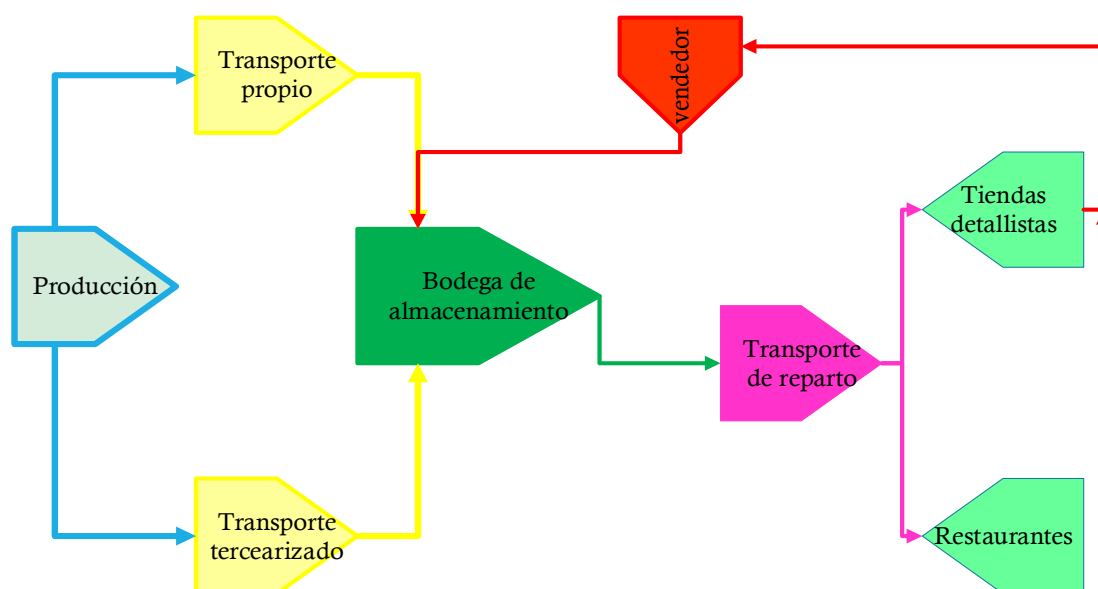 Transporte
propio
vendedor
Tiendas
detallistas
Producción
Bodega de
almacenamiento
Transporte
de reparto
Transporte
tercearizado
Restaurantes